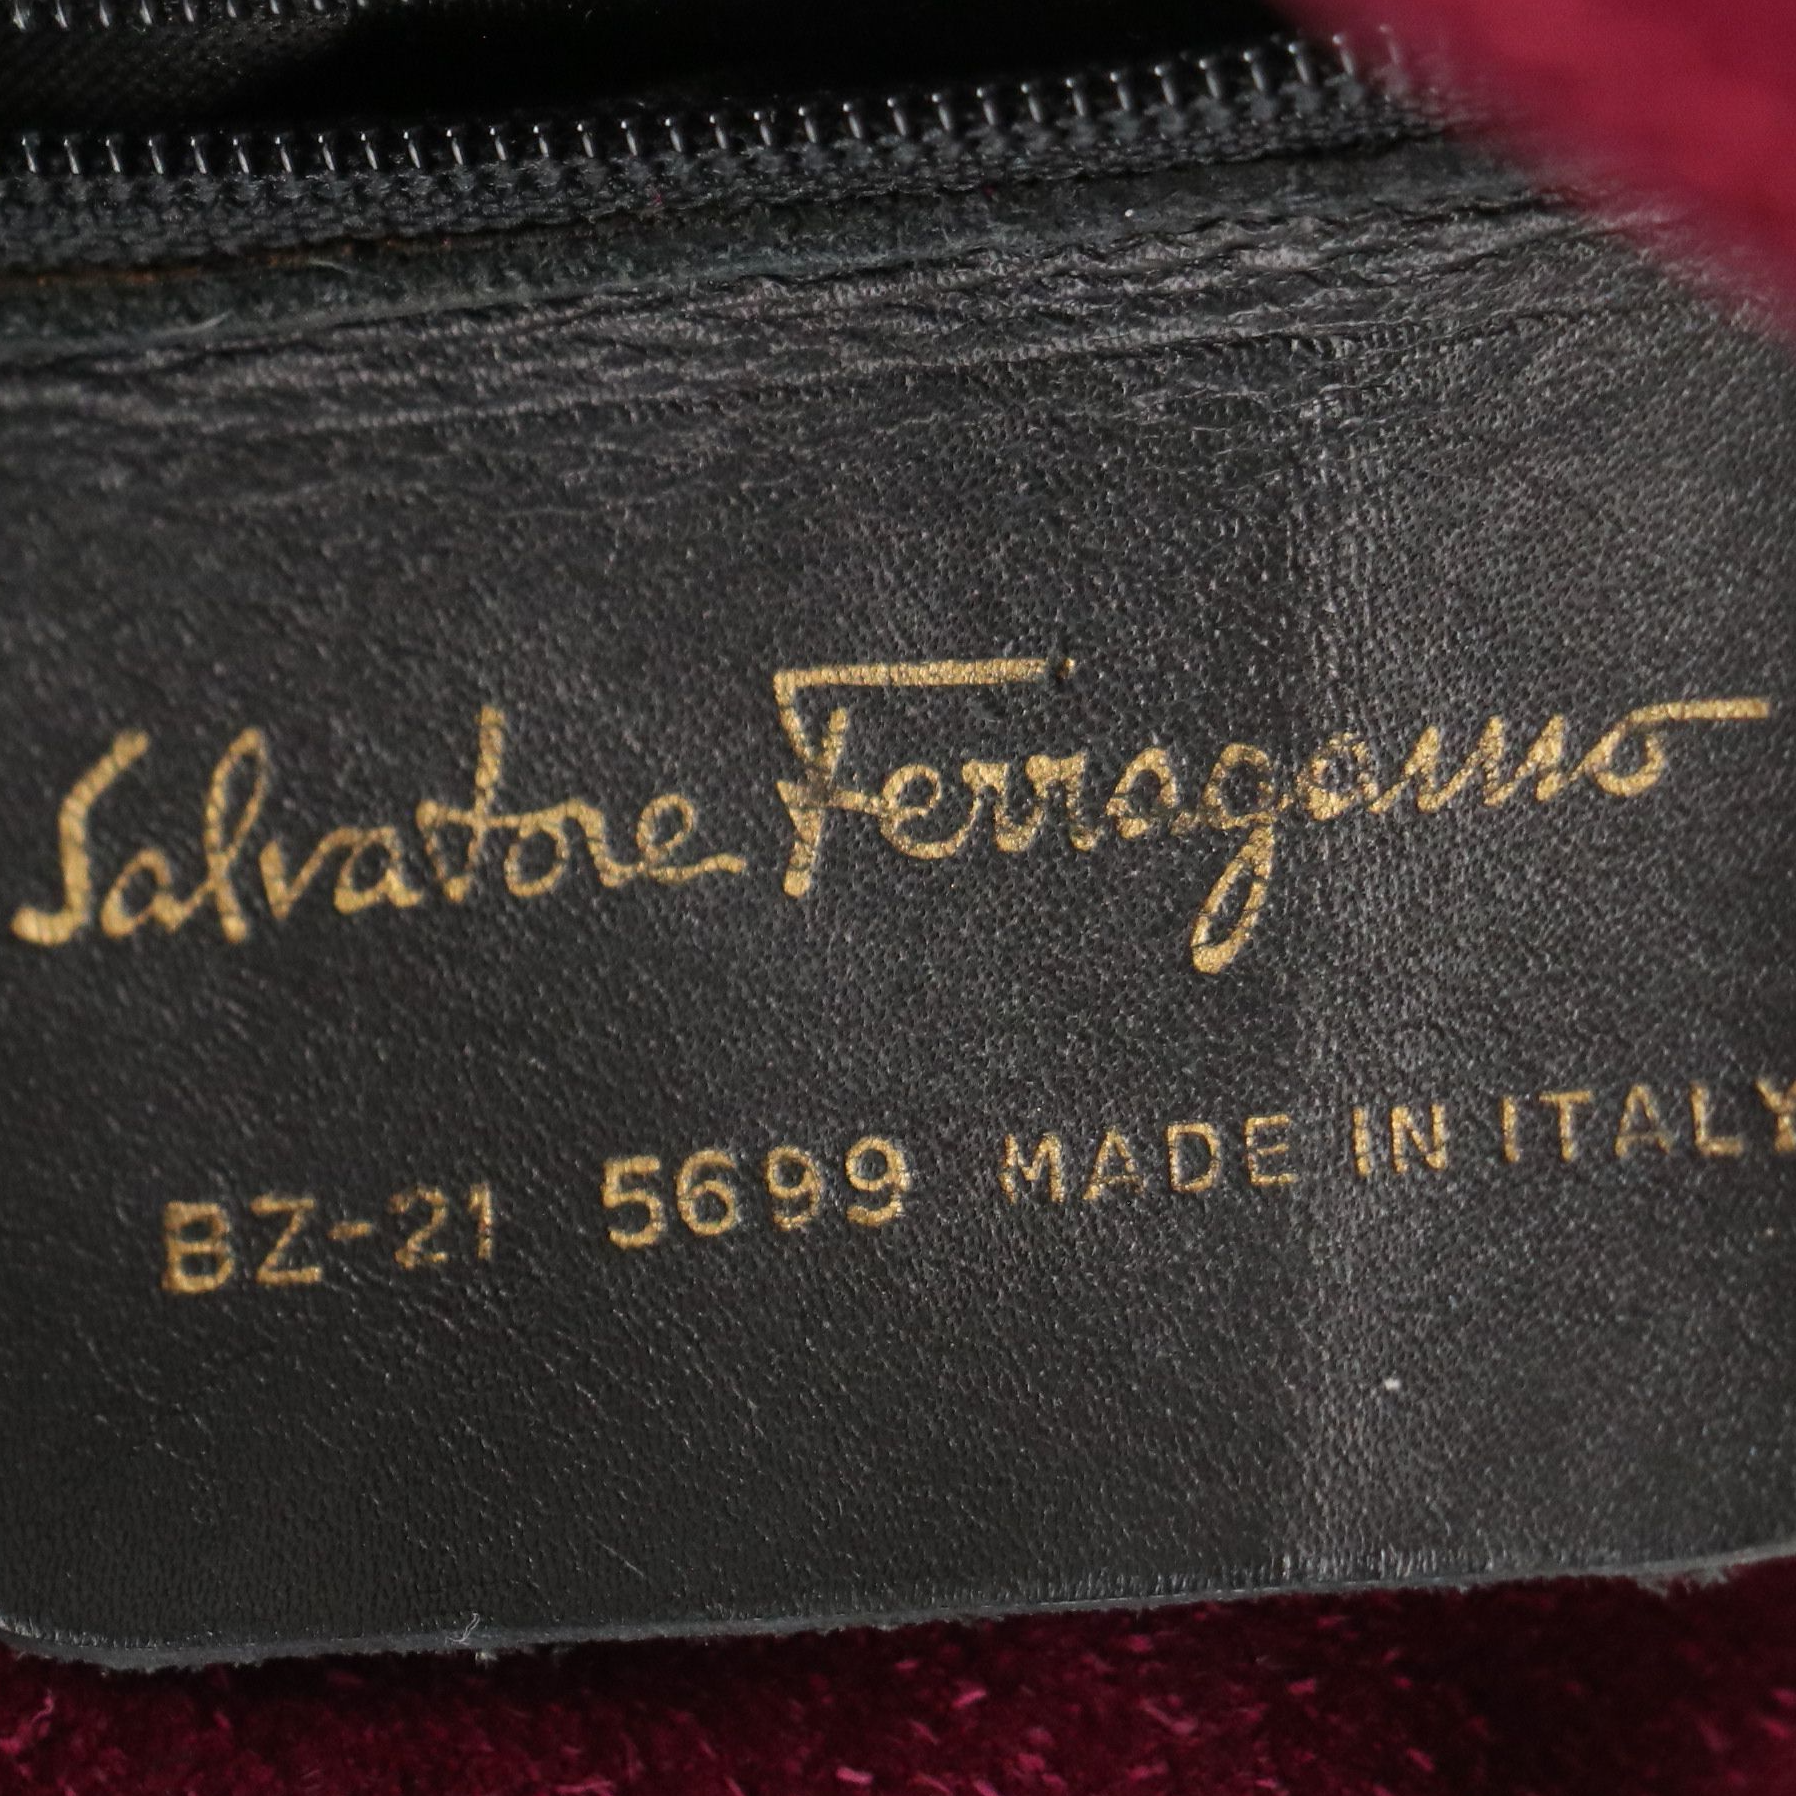 Salvatore Ferragamo
BZ-21 5699 MADE IN ITALY